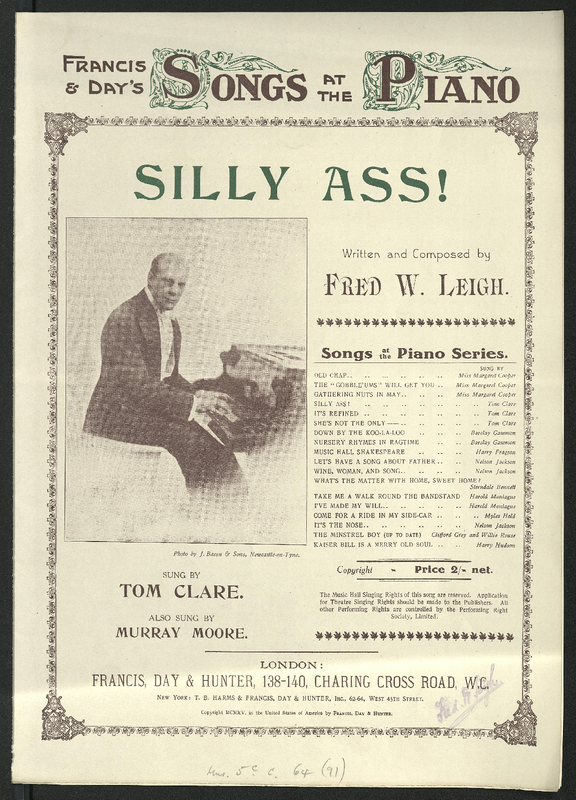 FRANCIS & DAY'S SONGS AT THE PIANO
SILLY ASS!
Written and Composed by
FRED W. LEIGH.
Songs at the Piano Series.
SUNG BY
OLD CHAP .. .. .. .. .. .. Miss Margaret Cooper
THE "GOBBLE'UMS" WILL GET YOU .. Miss Margaret Cooper
GATHERING NUTS IN MAY .. .. .. Miss Margaret Cooper
SILLY ASS! .. .. .. .. .. Tom Clare
IT'S REFINED .. .. .. .. .. Tom Clare
SHE'S NOT THE ONLY — .. .. .. Tom Clare
DOWN BY THE KOO-LA-LOO .. .. .. Barclay Gammon
NURSERY RHYMES IN RAGTIME .. .. Barclay Gammon
MUSIC HALL SHAKESPEARE .. .. .. Harry Fragson
LET'S HAVE A SONG ABOUT FATHER .. .. Nelson Jackson
WINE, WOMAN, AND SONG .. .. .. Nelson Jackson
WHAT'S THE MATTER WITH HOME, SWEET HOME?
Sterndale Bennett
TAKE ME A WALK ROUND THE BANDSTAND Harold Montague
I'VE MADE MY WILL .. .. .. .. Harold Montague
COME FOR A RIDE IN MY SIDE-CAR .. .. Myles Hald
IT'S THE NOSE .. .. .. .. .. Nelson Jackson
THE MINSTREL BOY (UP TO DATE) Clifford Grey and Willie Rouse
KAISER BILL IS A MERRY OLD SOUL .. .. Harry Hudson
Photo by J. Bacon & Sons, Newcastle-on-Tyne.
Copyright - Price 2/- net.
SUNG BY
TOM CLARE.
ALSO SUNG BY
MURRAY MOORE.
The Music Hall Singing Rights of this song are reserved. Application
for Theatre Singing Rights should be made to the Publishers. All
other Performing Rights are controlled by the Performing Right
Society, Limited.
LONDON:
FRANCIS, DAY & HUNTER, 138-140, CHARING CROSS ROAD, W.C.
NEW YORK: T. B. HARMS & FRANCIS, DAY & HUNTER, INC., 62-64, WEST 45TH STREET.
Copyright MCMXV. in the United States of America by FRANCIS, DAY & HUNTER.
Fred W. Leigh
5 c. 64 (91)